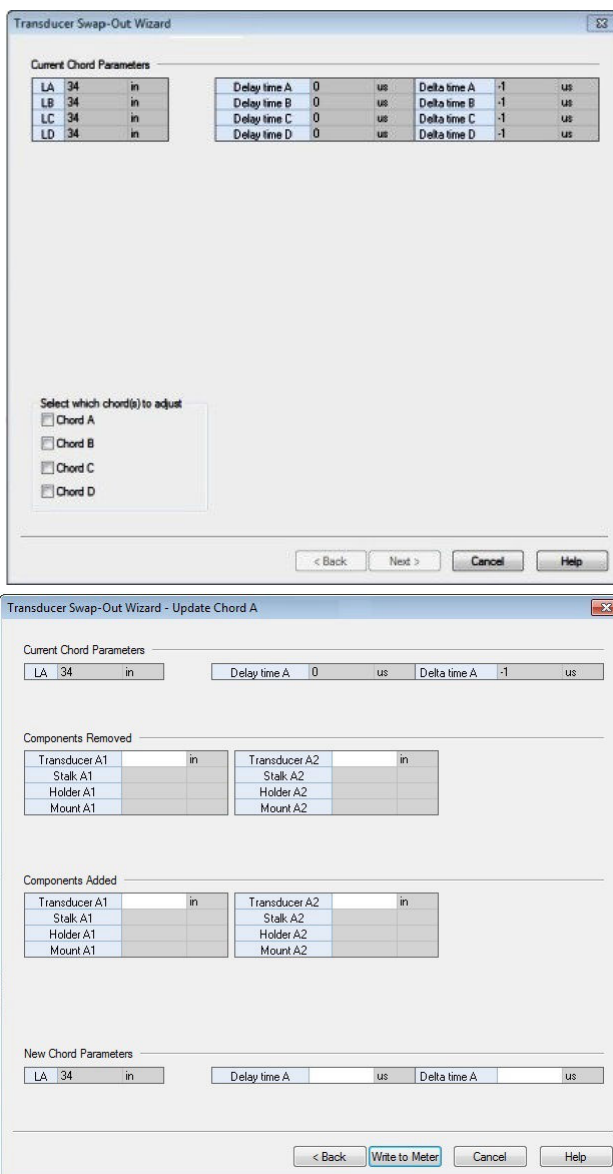 Transducer Swap-Out Wizard
Current Chord Parameters
LA 34 in Delay time A 0 us Delta time A -1 us
LB 34 in Delay time B 0 us Delta time B -1 us
LC 34 in Delay time C 0 us Delta time C -1 us
LD 34 in Delay time D 0 us Delta time D -1 us
Select which chord(s) to adjust
Chord A
Chord B
Chord C
Chord D
< Back Next > Cancel Help
Transducer Swap-Out Wizard - Update Chord A
Current Chord Parameters
LA 34 in Delay time A 0 us Delta time A -1 us
Components Removed
Transducer A1 in Transducer A2 in
Stalk A1 Stalk A2
Holder A1 Holder A2
Mount A1 Mount A2
Components Added
Transducer A1 in Transducer A2 in
Stalk A1 Stalk A2
Holder A1 Holder A2
Mount A1 Mount A2
New Chord Parameters
LA 34 in Delay time A us Delta time A us
< Back Write to Meter Cancel Help